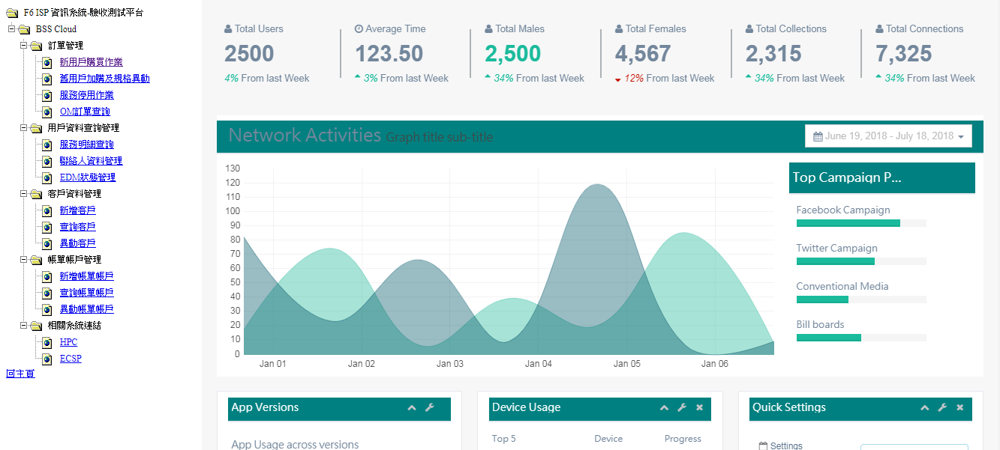 F6 ISP 資訊系統-驗收測試平台
BSS Cloud
訂單管理
新用戶購買作業
舊用戶加購及規格異動
服務停用作業
OM訂單查詢
用戶資料查詢管理
服務明細查詢
聯絡人資料管理
EDM狀態管理
客戶資料管理
新增客戶
查詢客戶
異動客戶
帳單帳戶管理
新增帳單帳戶
查詢帳單帳戶
異動帳單帳戶
相關系統連結
HPC
ECSP
回主頁
Total Users
2500
4% From last Week
Average Time
123.50
3% From last Week
Total Males
2,500
34% From last Week
Total Females
4,567
12% From last Week
Total Collections
2,315
34% From last Week
Total Connections
7,325
34% From last Week
Network Activities Graph title sub-title
June 19, 2018 - July 18, 2018
130
120
110
100
90
80
70
60
50
40
30
20
10
0
Jan 01
Jan 02
Jan 03
Jan 04
Jan 05
Jan 06
Top Campaign P...
Facebook Campaign
Twitter Campaign
Conventional Media
Bill boards
App Versions
App Usage across versions
Device Usage
Top 5 Device Progress
Quick Settings
Settings